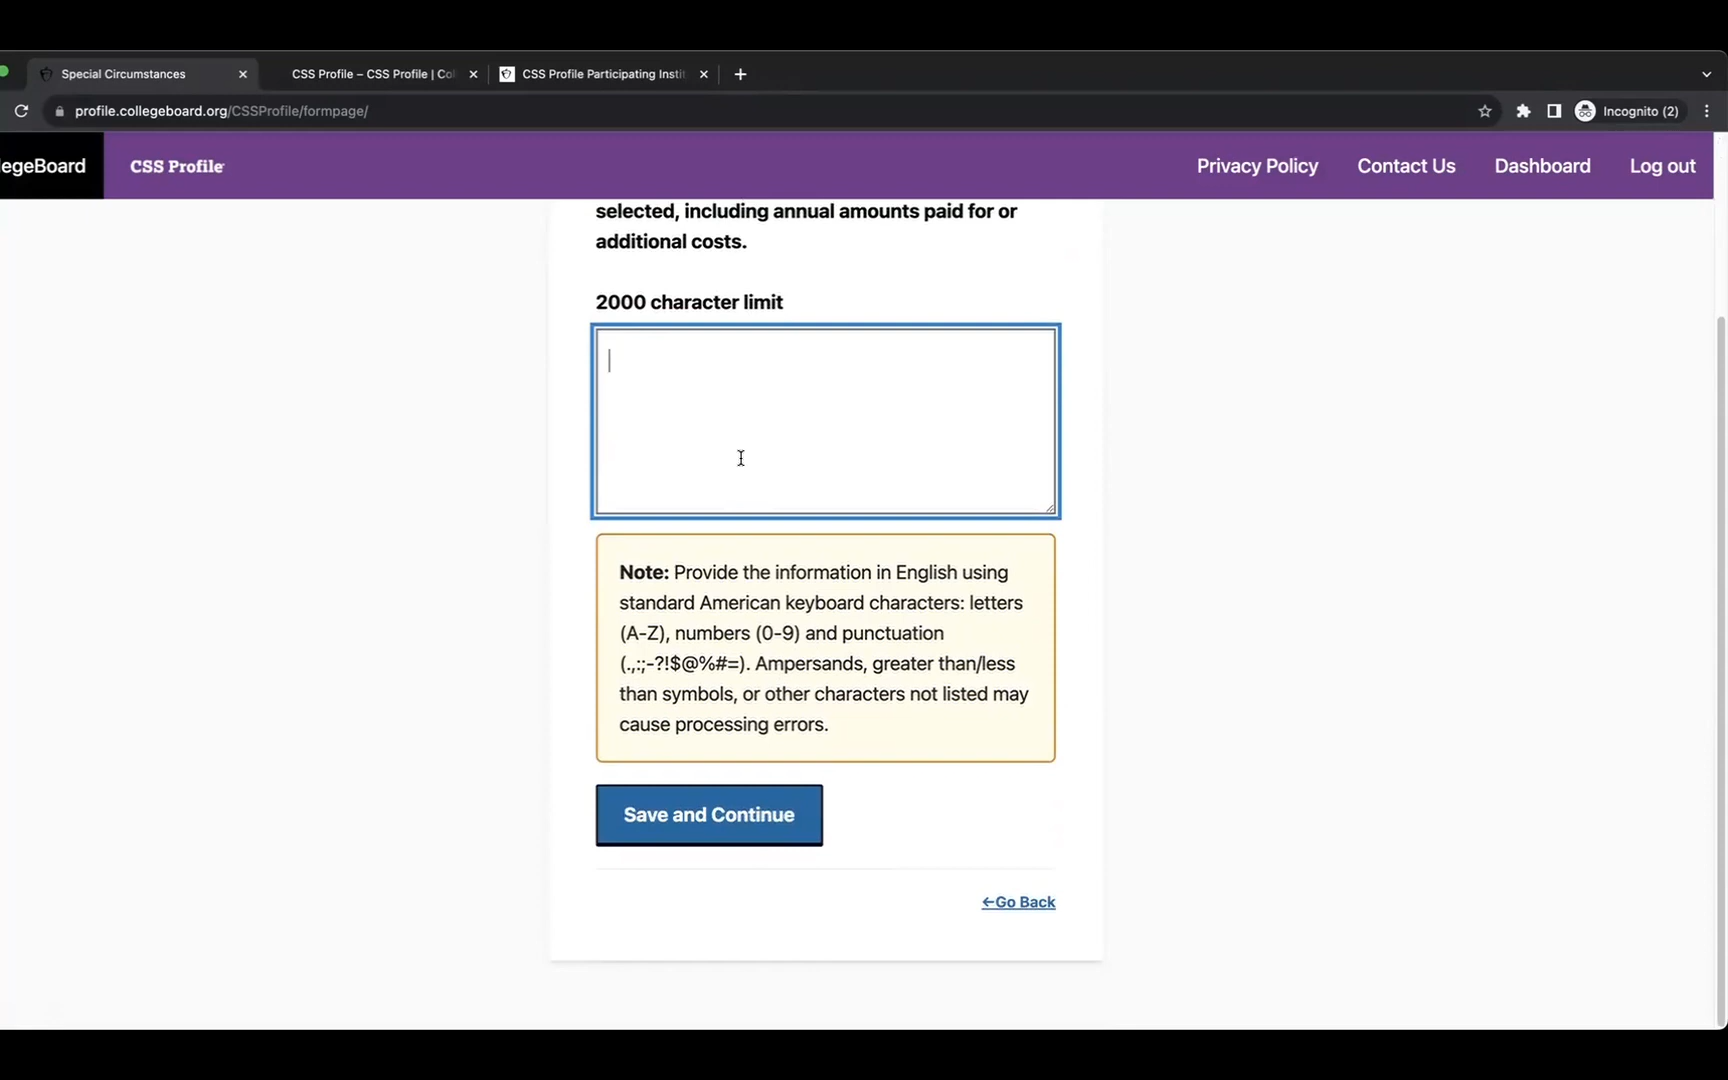 Special Circumstances
CSS Profile – CSS Profile | Co
CSS Profile Participating Instit
profile.collegeboard.org/CSSProfile/formpage/
Incognito (2)
legeBoard
CSS Profile
Privacy Policy
Contact Us
Dashboard
Log out
selected, including annual amounts paid for or
additional costs.
2000 character limit
Note: Provide the information in English using
standard American keyboard characters: letters
(A-Z), numbers (0-9) and punctuation
(.,:;-?!$@%#=). Ampersands, greater than/less
than symbols, or other characters not listed may
cause processing errors.
Save and Continue
←Go Back